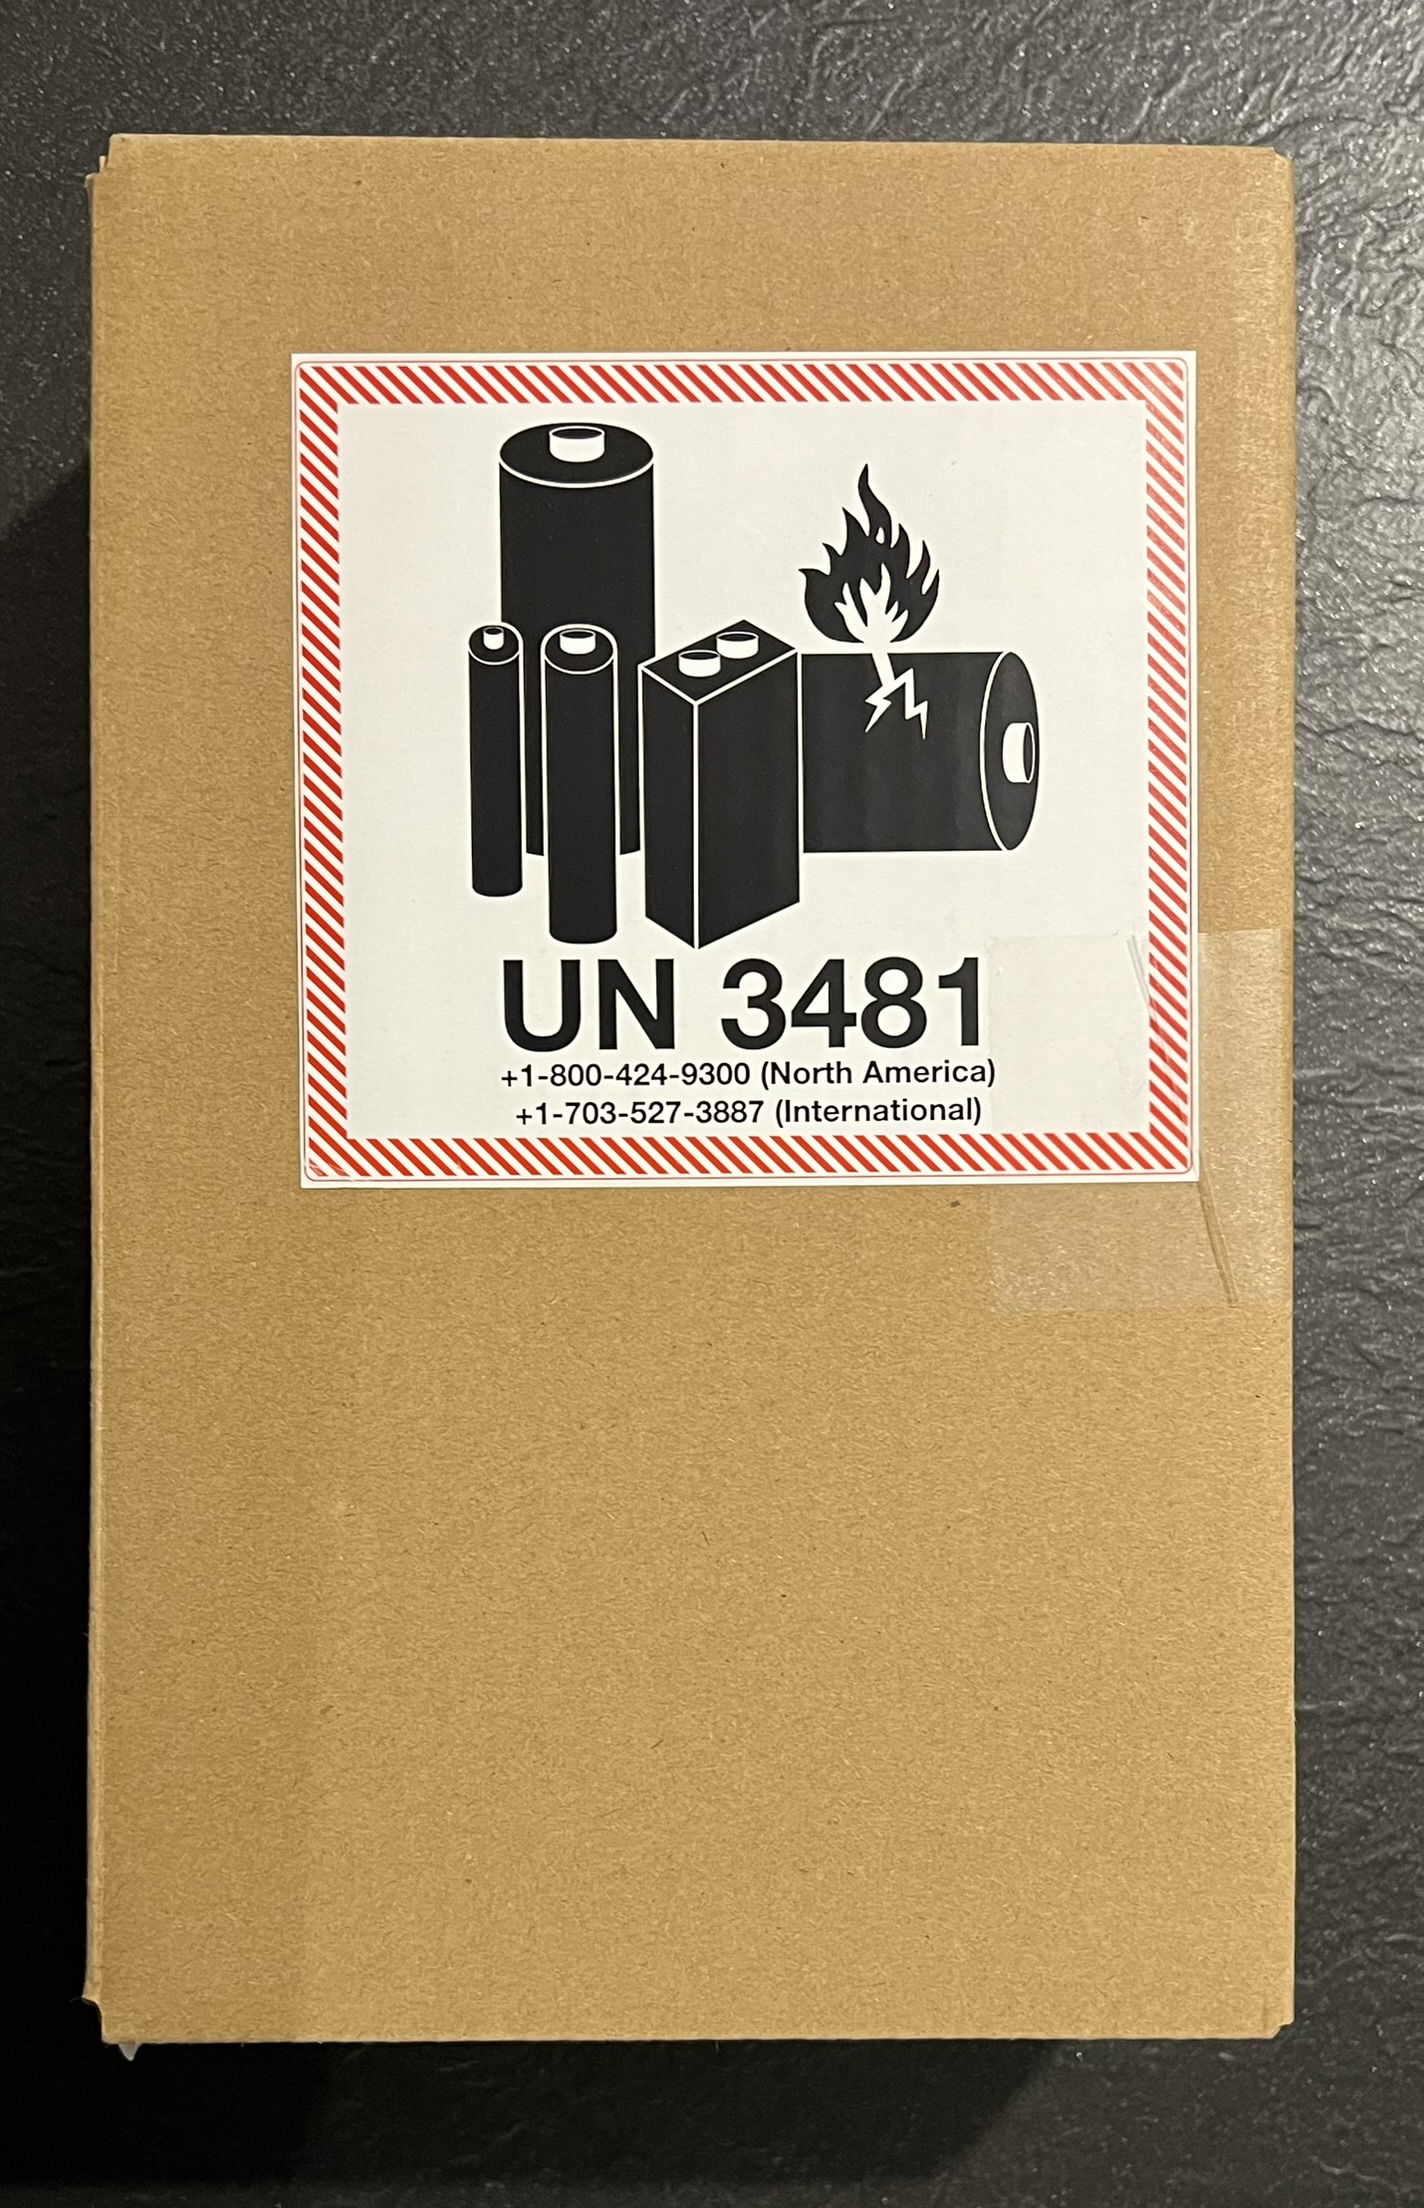 UN 3481
+1-800-424-9300 (North America)
+1-703-527-3887 (International)